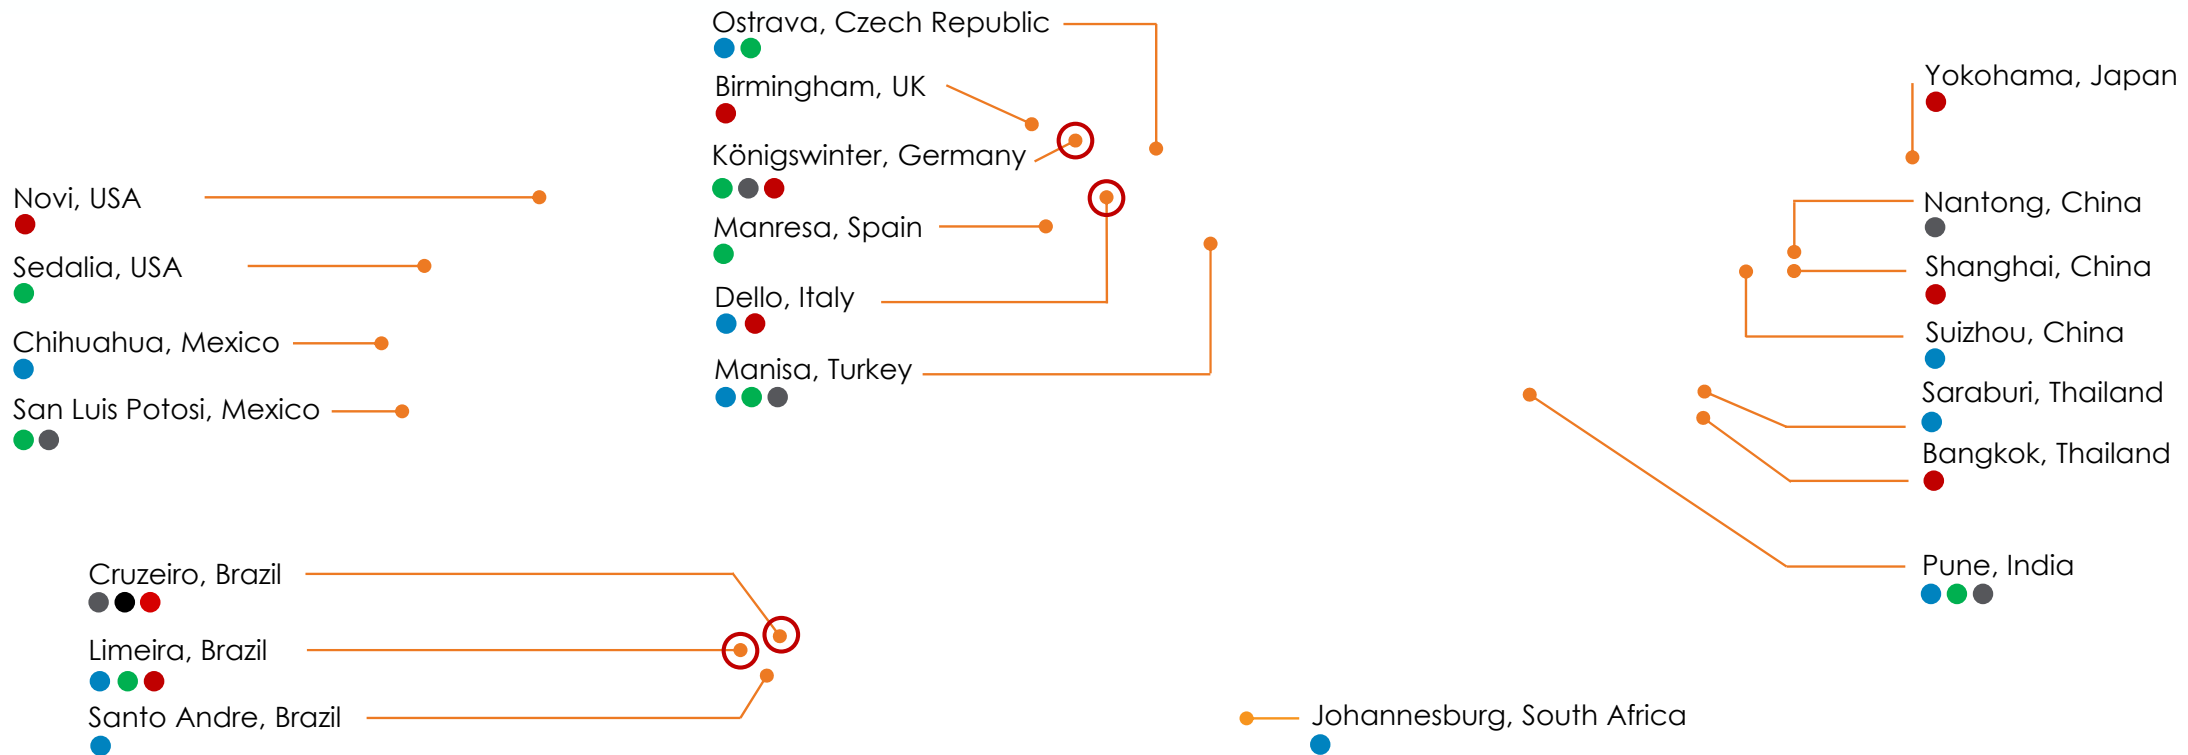 Ostrava, Czech Republic
Birmingham, UK
Königswinter, Germany
Manresa, Spain
Dello, Italy
Manisa, Turkey
Novi, USA
Sedalia, USA
Chihuahua, Mexico
San Luis Potosi, Mexico
Cruzeiro, Brazil
Limeira, Brazil
Santo Andre, Brazil
Johannesburg, South Africa
Yokohama, Japan
Nantong, China
Shanghai, China
Suizhou, China
Saraburi, Thailand
Bangkok, Thailand
Pune, India